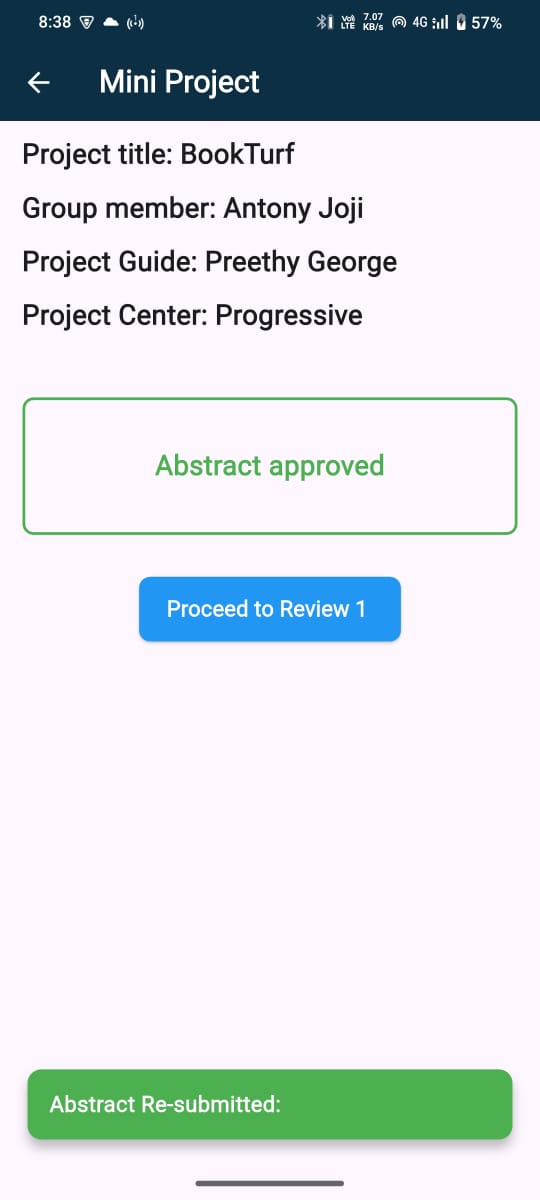 8:38
Vo) LTE 7.07 KB/s 4G 57%
Mini Project
Project title: BookTurf
Group member: Antony Joji
Project Guide: Preethy George
Project Center: Progressive
Abstract approved
Proceed to Review 1
Abstract Re-submitted: